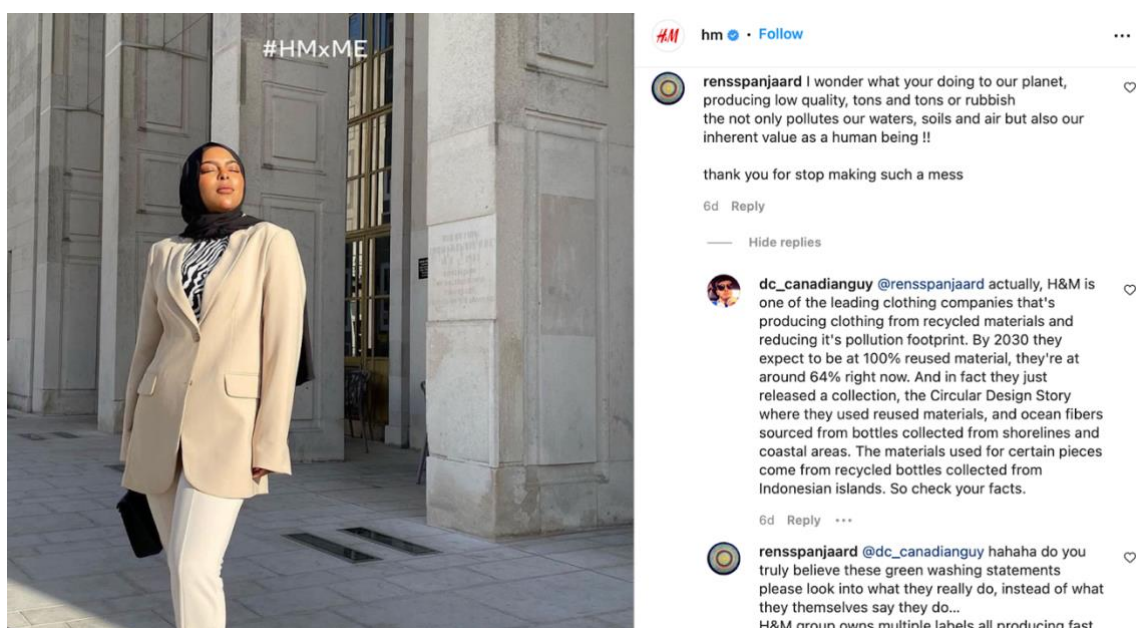 #HMxME
H&M hm • Follow
rensspanjaard I wonder what your doing to our planet,
producing low quality, tons and tons or rubbish
the not only pollutes our waters, soils and air but also our
inherent value as a human being !!
thank you for stop making such a mess
6d Reply
Hide replies
dc_canadianguy @rensspanjaard actually, H&M is
one of the leading clothing companies that's
producing clothing from recycled materials and
reducing it's pollution footprint. By 2030 they
expect to be at 100% reused material, they're at
around 64% right now. And in fact they just
released a collection, the Circular Design Story
where they used reused materials, and ocean fibers
sourced from bottles collected from shorelines and
coastal areas. The materials used for certain pieces
come from recycled bottles collected from
Indonesian islands. So check your facts.
6d Reply
rensspanjaard @dc_canadianguy hahaha do you
truly believe these green washing statements
please look into what they really do, instead of what
they themselves say they do...
H&M group owns multiple labels all producing fast